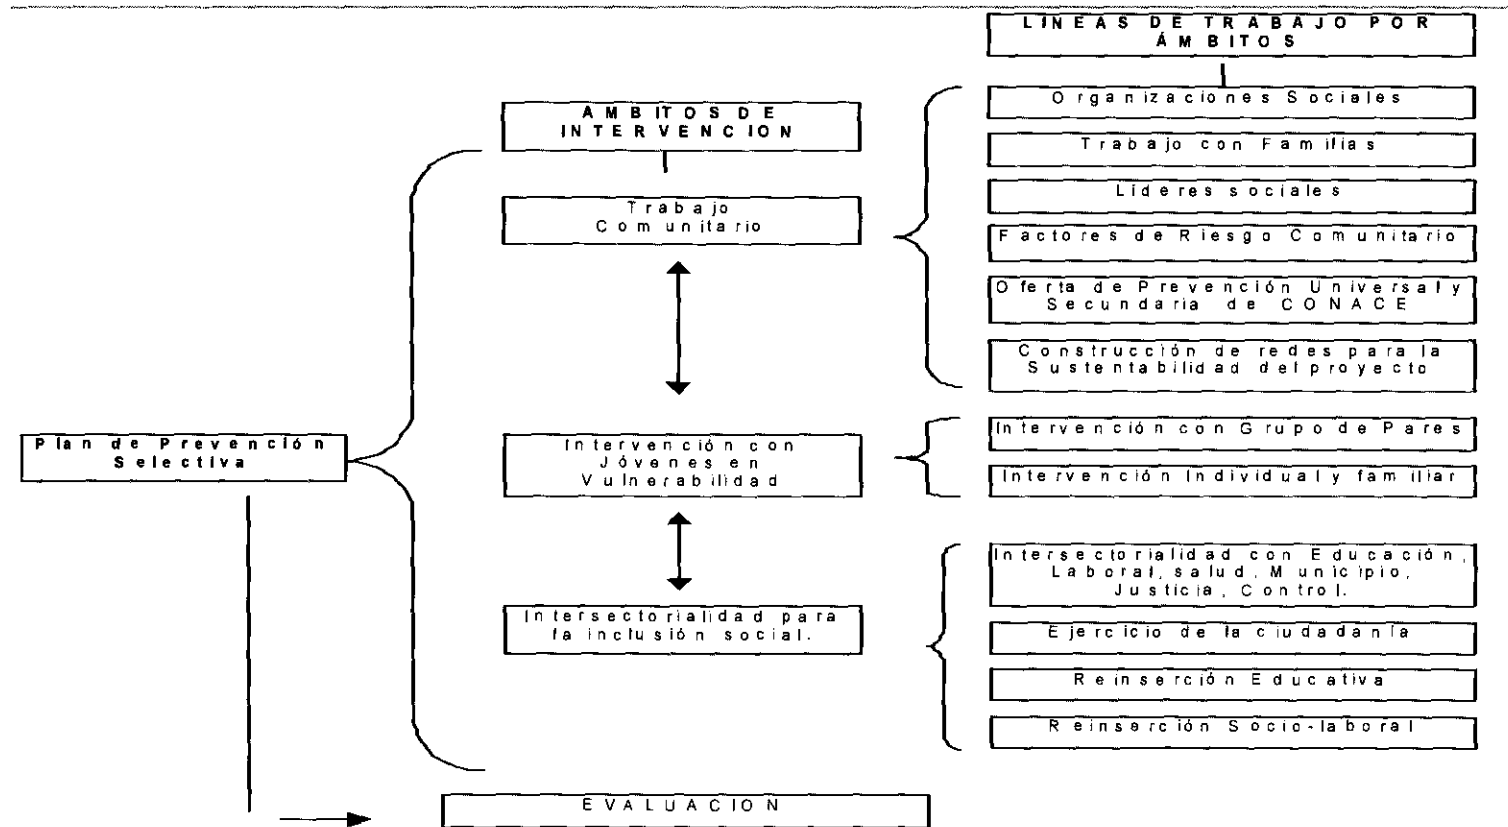 LINEAS DE TRABAJO POR
ÁMBITOS
AMBITOS DE
INTERVENCION
Organizaciones Sociales
Trabajo con Familias
Trabajo
Comunitario
Líderes sociales
Factores de Riesgo Comunitario
Oferta de Prevención Universal y
Secundaria de CONACE
Construcción de redes para la
Sustentabilidad del proyecto
Plan de Prevención
Selectiva
Intervención con
Jóvenes en
Vulnerabilidad
Intervención con Grupo de Pares
Intervención Individual y familiar
Intersectorialidad para
la inclusión social.
Intersectorialidad con Educación,
Laboral, salud, Municipio,
Justicia, Control.
Ejercicio de la ciudadanía
Reinserción Educativa
Reinserción Socio-laboral
EVALUACION